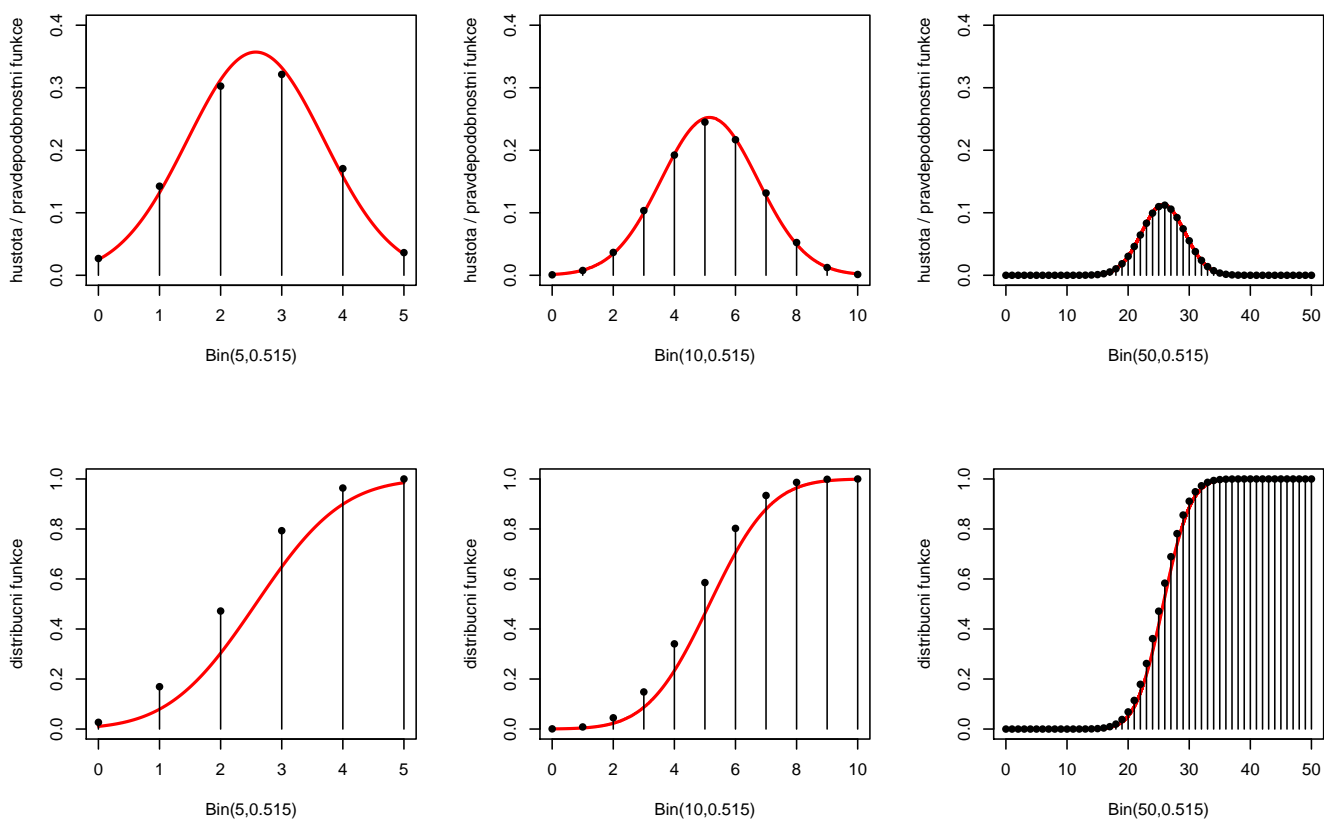 hustota / pravdepodobnostni funkce
0.0 0.1 0.2 0.3 0.4
0 1 2 3 4 5
Bin(5,0.515)
hustota / pravdepodobnostni funkce
0.0 0.1 0.2 0.3 0.4
0 2 4 6 8 10
Bin(10,0.515)
hustota / pravdepodobnostni funkce
0.0 0.1 0.2 0.3 0.4
0 10 20 30 40 50
Bin(50,0.515)
distribucni funkce
0.0 0.2 0.4 0.6 0.8 1.0
0 1 2 3 4 5
Bin(5,0.515)
distribucni funkce
0.0 0.2 0.4 0.6 0.8 1.0
0 2 4 6 8 10
Bin(10,0.515)
distribucni funkce
0.0 0.2 0.4 0.6 0.8 1.0
0 10 20 30 40 50
Bin(50,0.515)